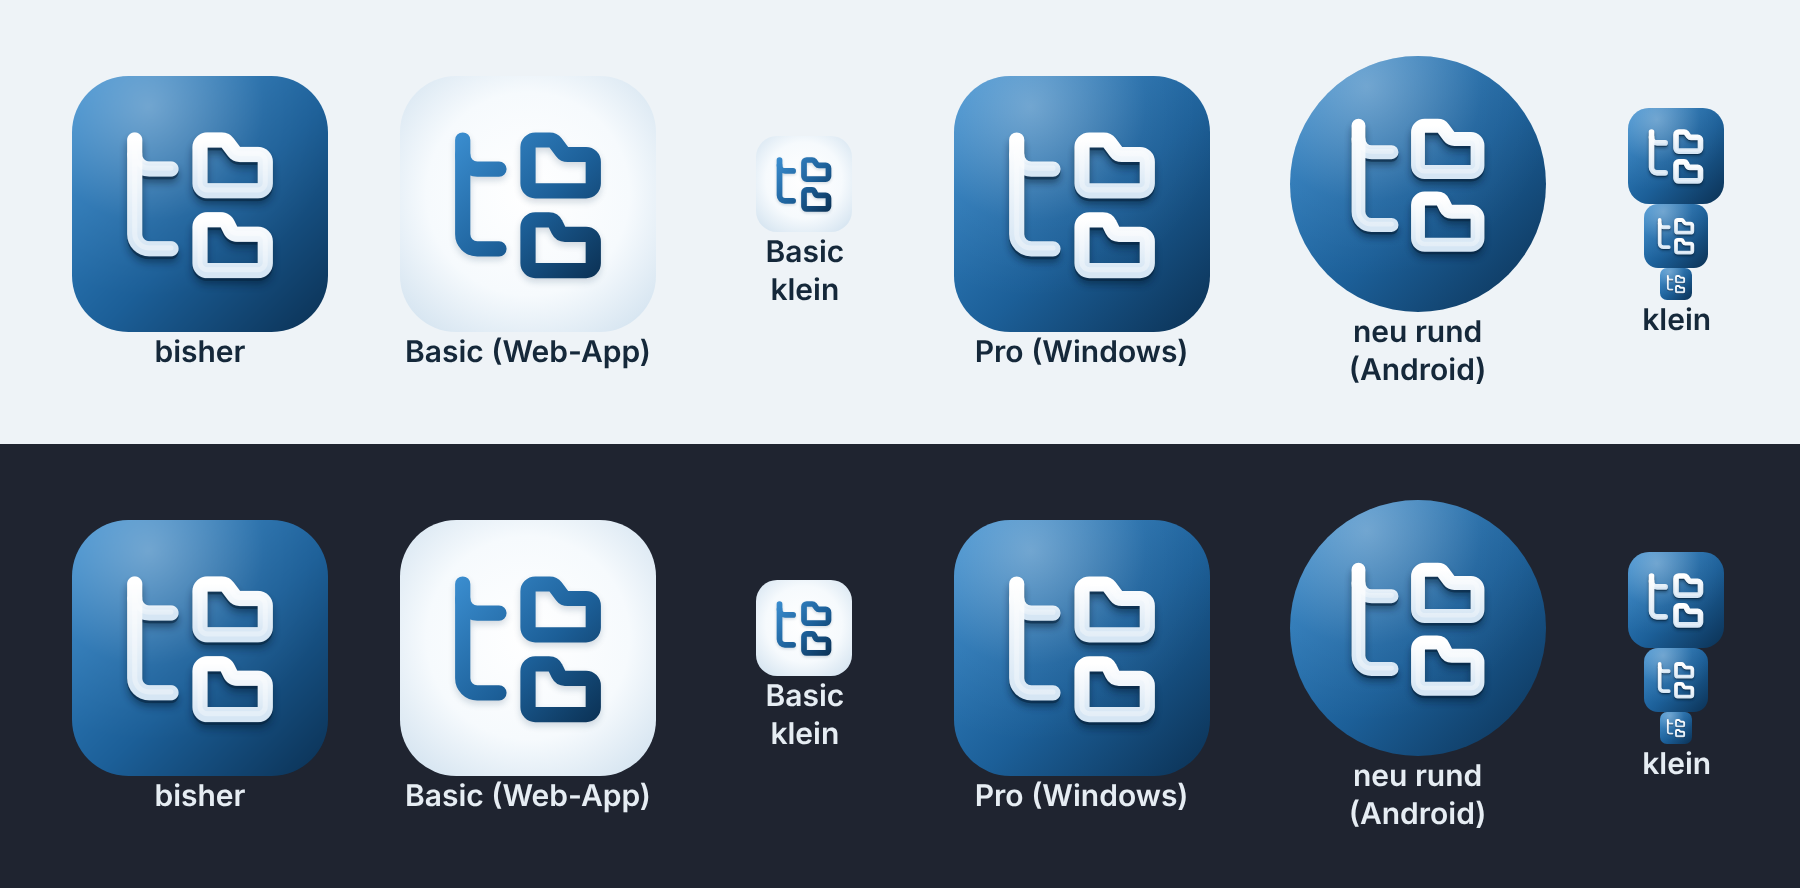 bisher
Basic (Web-App)
Basic
klein
Pro (Windows)
neu rund
(Android)
klein
bisher
Basic (Web-App)
Basic
klein
Pro (Windows)
neu rund
(Android)
klein